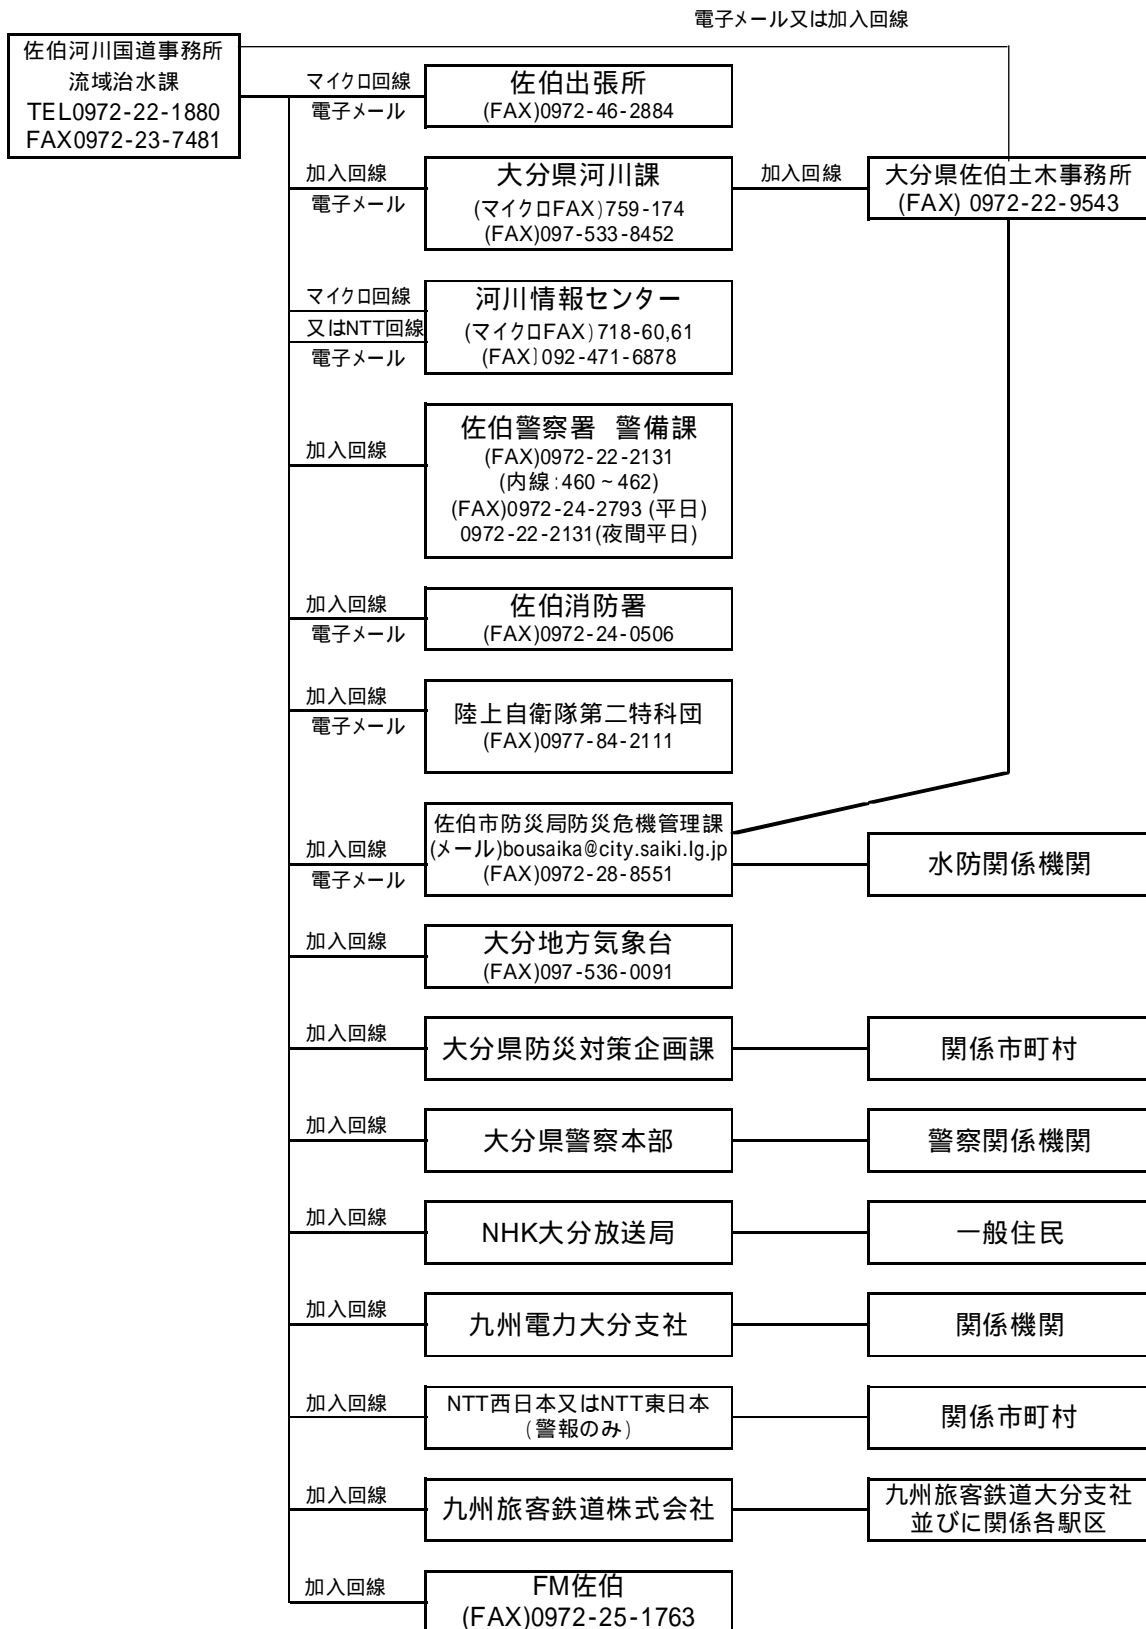 電子メール又は加入回線
佐伯河川国道事務所
流域治水課
TEL0972-22-1880
FAX0972-23-7481
マイクロ回線
電子メール
佐伯出張所
(FAX)0972-46-2884
加入回線
電子メール
大分県河川課
(マイクロFAX)759-174
(FAX)097-533-8452
加入回線
大分県佐伯土木事務所
(FAX) 0972-22-9543
マイクロ回線
又はNTT回線
電子メール
河川情報センター
(マイクロFAX)718-60,61
(FAX)092-471-6878
加入回線
佐伯警察署 警備課
(FAX)0972-22-2131
(内線:460~462)
(FAX)0972-24-2793 (平日)
0972-22-2131(夜間平日)
加入回線
電子メール
佐伯消防署
(FAX)0972-24-0506
加入回線
電子メール
陸上自衛隊第二特科団
(FAX)0977-84-2111
加入回線
電子メール
佐伯市防災局防災危機管理課
(メール)bousaika@city.saiki.lg.jp
(FAX)0972-28-8551
水防関係機関
加入回線
大分地方気象台
(FAX)097-536-0091
加入回線
大分県防災対策企画課
関係市町村
加入回線
大分県警察本部
警察関係機関
加入回線
NHK大分放送局
一般住民
加入回線
九州電力大分支社
関係機関
加入回線
NTT西日本又はNTT東日本
(警報のみ)
関係市町村
加入回線
九州旅客鉄道株式会社
九州旅客鉄道大分支社
並びに関係各駅区
加入回線
FM佐伯
(FAX)0972-25-1763